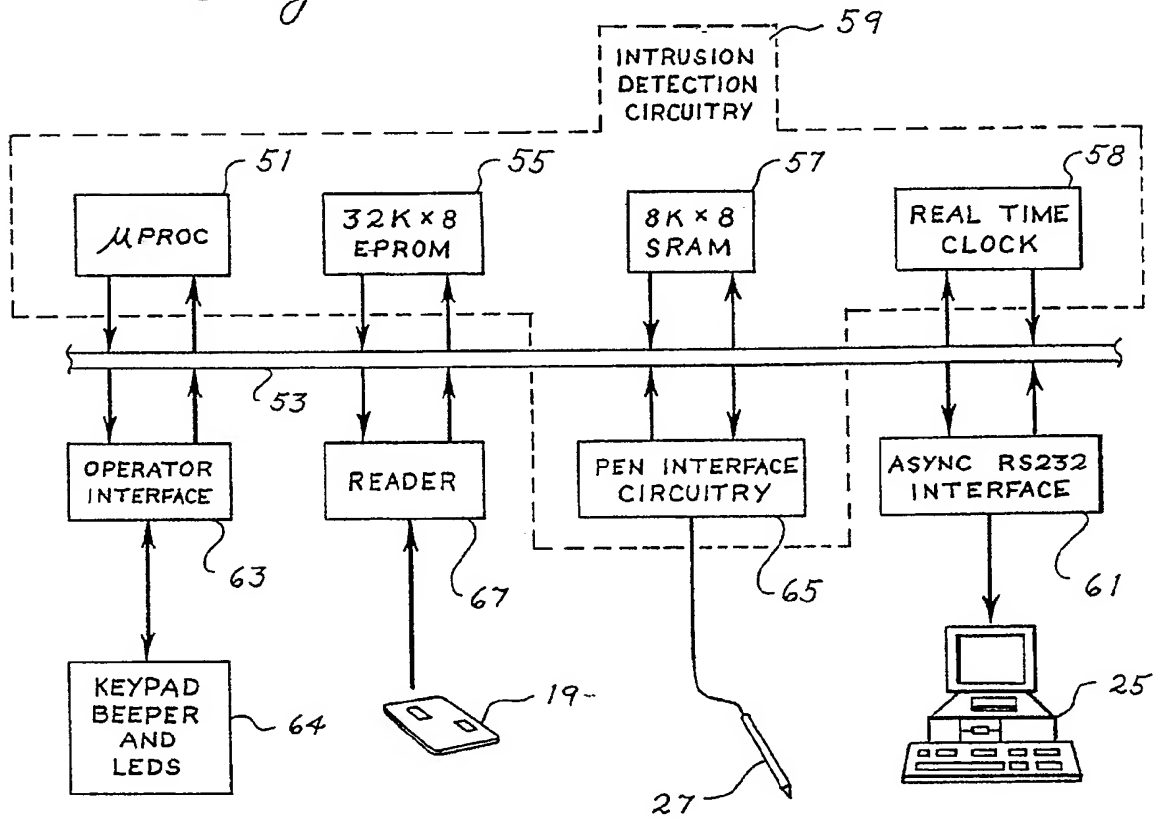 59
INTRUSION
DETECTION
CIRCUITRY
51
55
57
58
μPROC
32K × 8
EPROM
8K × 8
SRAM
REAL TIME
CLOCK
53
OPERATOR
INTERFACE
READER
PEN INTERFACE
CIRCUITRY
ASYNC RS232
INTERFACE
63
67
65
61
KEYPAD
BEEPER
AND
LEDS
64
19
27
25